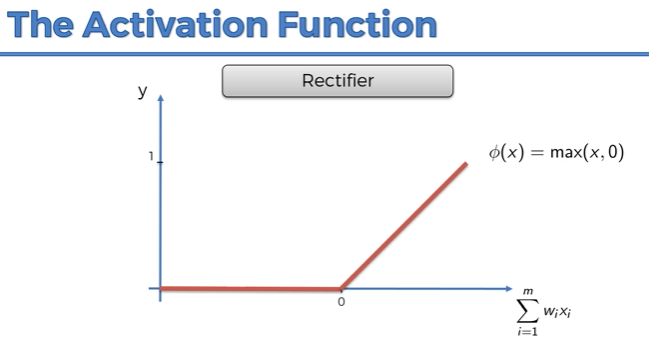 The Activation Function
Rectifier
y
1
ϕ(x) = max(x, 0)
0
m
∑ wᵢxᵢ
i=1